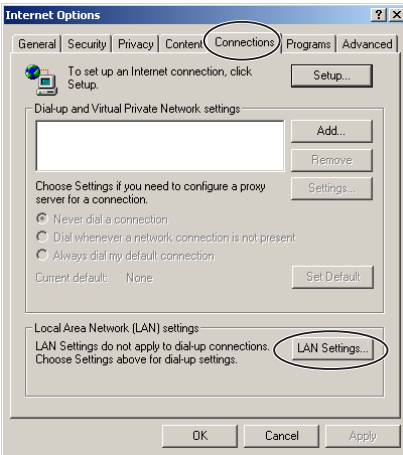 Internet Options
General Security Privacy Content Connections Programs Advanced
To set up an Internet connection, click
Setup.
Setup...
Dial-up and Virtual Private Network settings
Add...
Remove
Choose Settings if you need to configure a proxy
server for a connection.
Settings...
Never dial a connection
Dial whenever a network connection is not present
Always dial my default connection
Current default: None
Set Default
Local Area Network (LAN) settings
LAN Settings do not apply to dial-up connections.
Choose Settings above for dial-up settings.
LAN Settings...
OK Cancel Apply